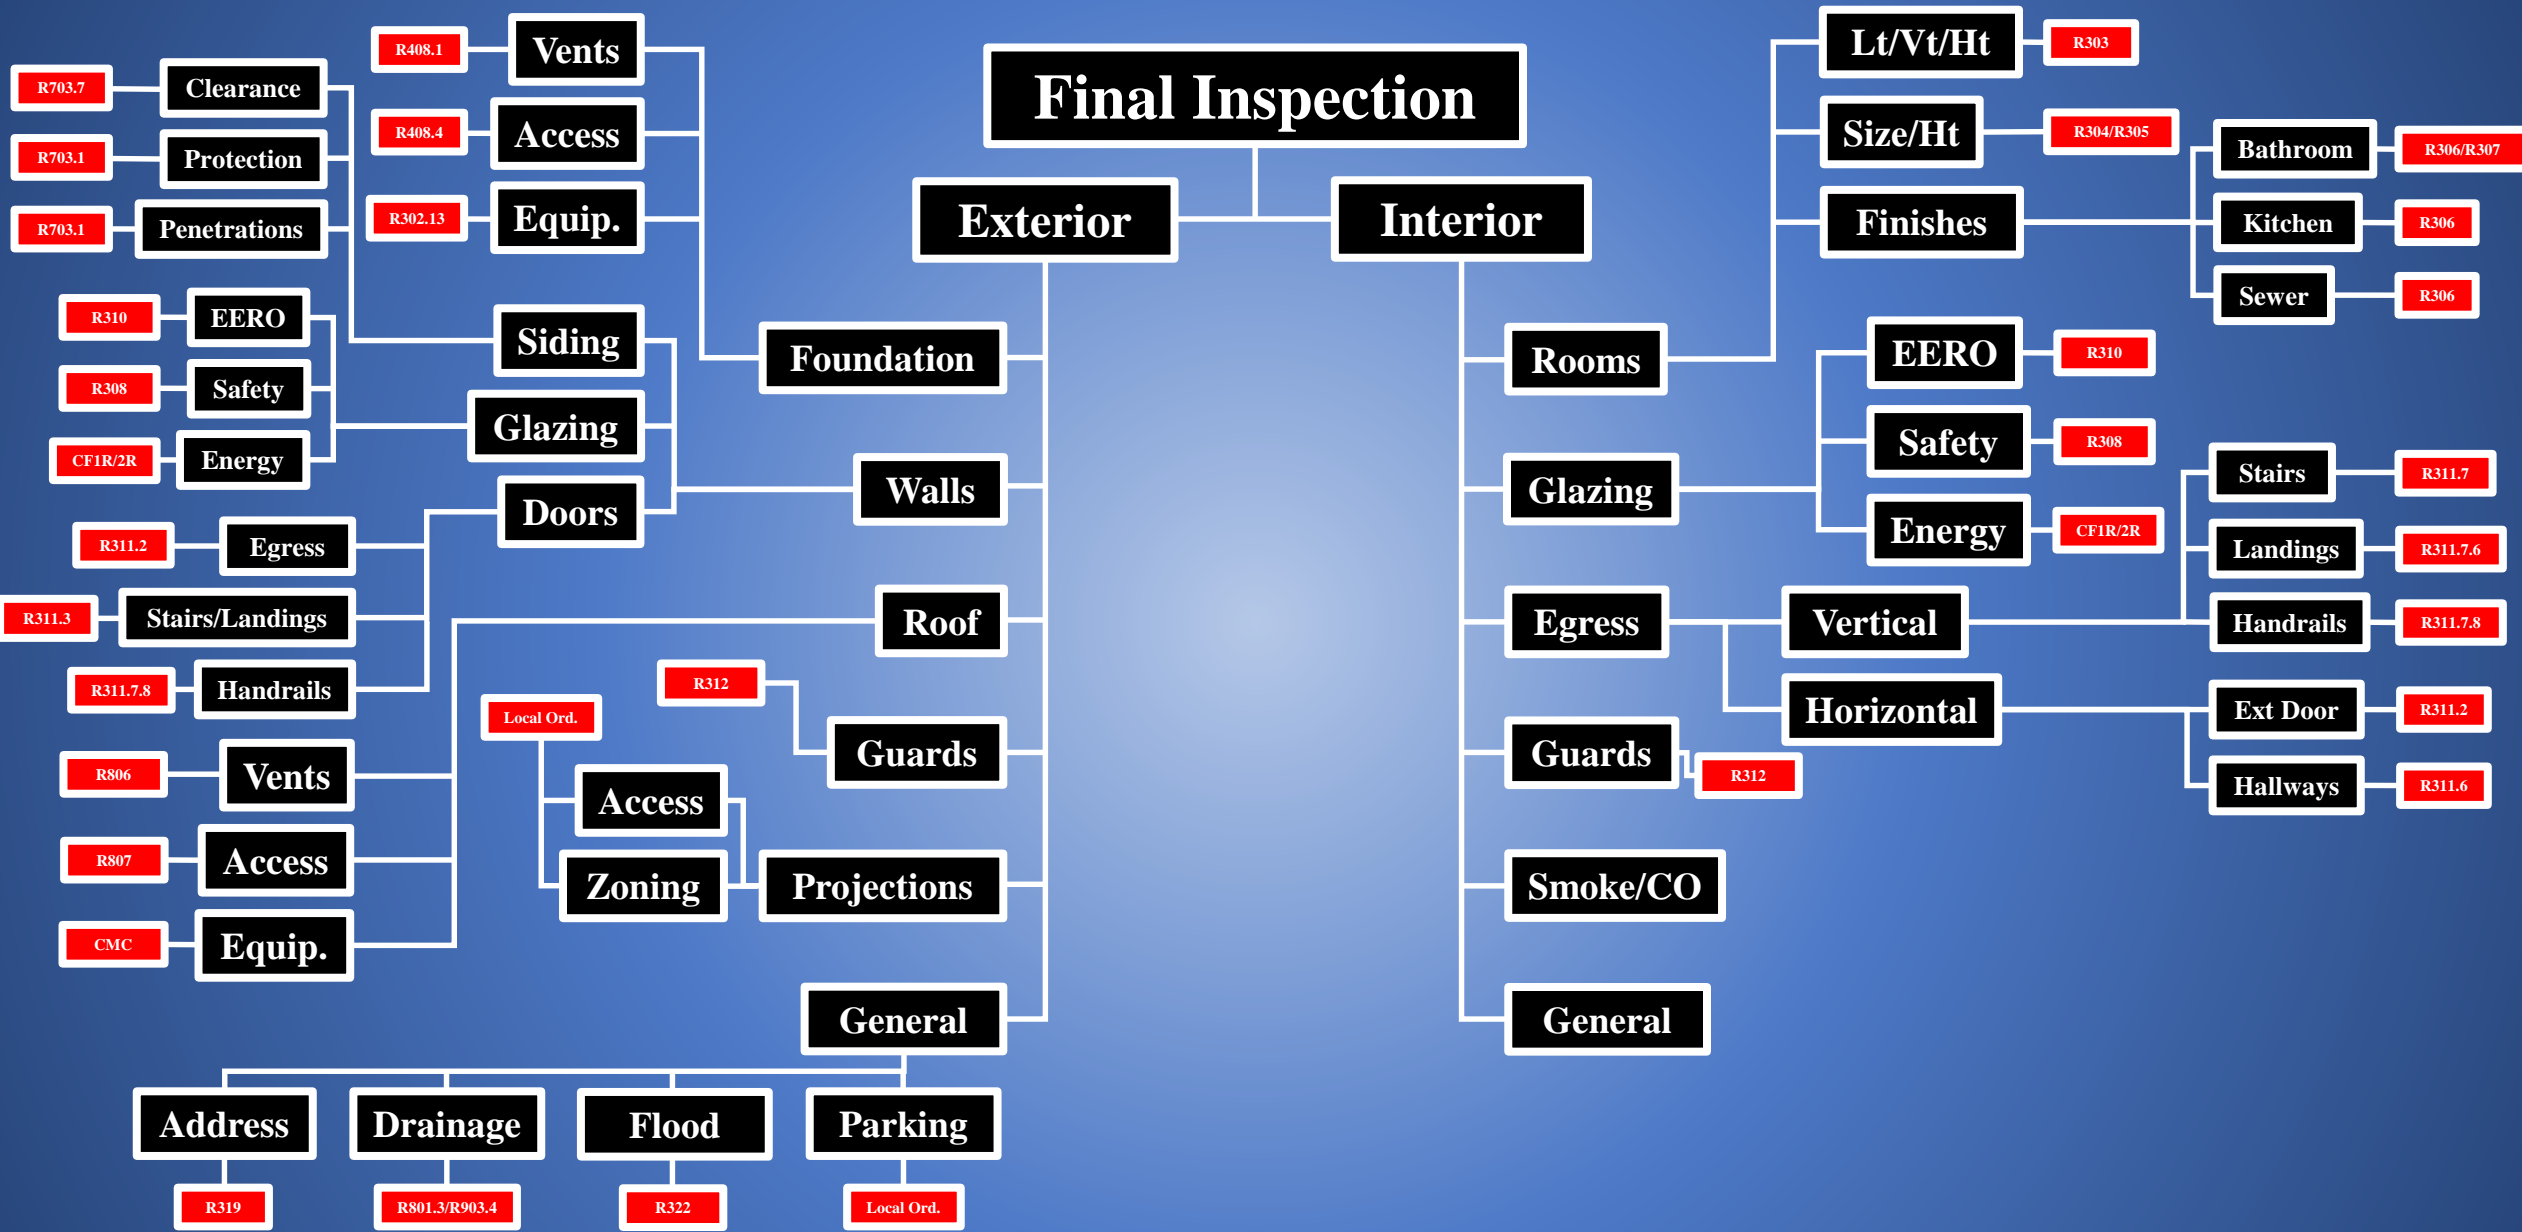 Final Inspection
Exterior
Interior
Foundation
Vents
R408.1
Access
R408.4
Equip.
R302.13
Walls
Siding
Clearance
R703.7
Protection
R703.1
Penetrations
R703.1
Glazing
EERO
R310
Safety
R308
Energy
CF1R/2R
Doors
Egress
R311.2
Stairs/Landings
R311.3
Handrails
R311.7.8
Roof
Vents
R806
Access
R807
Equip.
CMC
Guards
R312
Projections
Access
Zoning
Local Ord.
General
Address
R319
Drainage
R801.3/R903.4
Flood
R322
Parking
Local Ord.
Rooms
Lt/Vt/Ht
R303
Size/Ht
R304/R305
Finishes
Bathroom
R306/R307
Kitchen
R306
Sewer
R306
Glazing
EERO
R310
Safety
R308
Energy
CF1R/2R
Egress
Vertical
Stairs
R311.7
Landings
R311.7.6
Handrails
R311.7.8
Horizontal
Ext Door
R311.2
Hallways
R311.6
Guards
R312
Smoke/CO
General